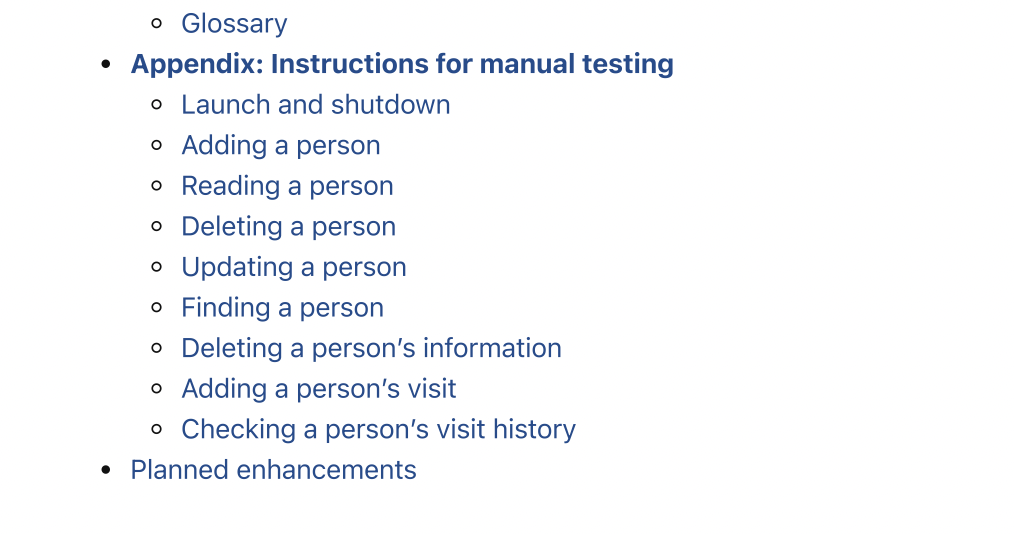 Glossary
Appendix: Instructions for manual testing
Launch and shutdown
Adding a person
Reading a person
Deleting a person
Updating a person
Finding a person
Deleting a person’s information
Adding a person’s visit
Checking a person’s visit history
Planned enhancements